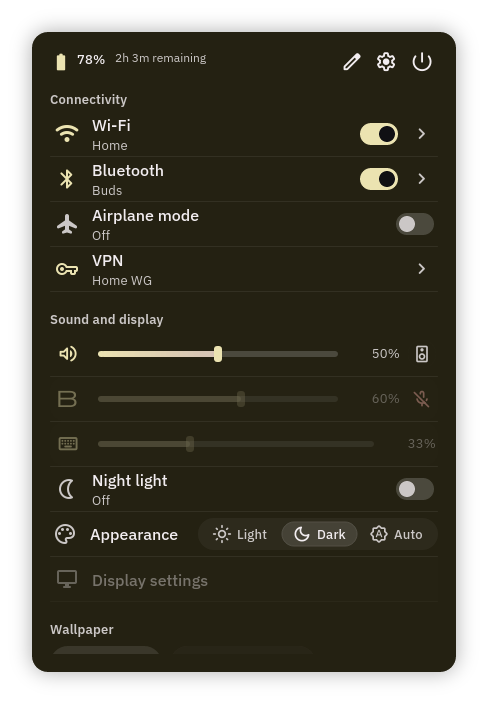 78% 2h 3m remaining
Connectivity
Wi-Fi
Home
Bluetooth
Buds
Airplane mode
Off
VPN
Home WG
Sound and display
50%
60%
33%
Night light
Off
Appearance Light Dark Auto
Display settings
Wallpaper